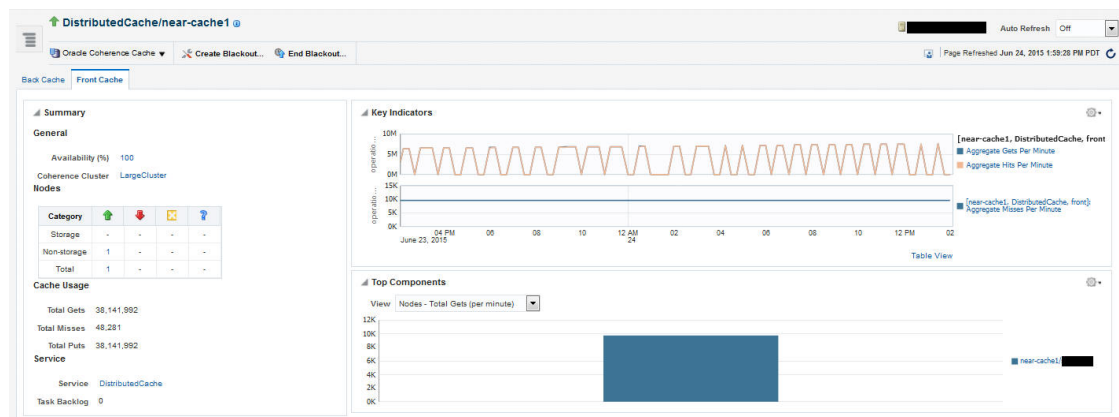 DistributedCache/near-cache1
Auto Refresh Off
Oracle Coherence Cache Create Blackout... End Blackout...
Page Refreshed Jun 24, 2015 1:59:28 PM PDT
Back Cache Front Cache
Summary
General
Availability (%) 100
Coherence Cluster LargeCluster
Nodes
Category
Storage - - - -
Non-storage 1 - - -
Total 1 - - -
Cache Usage
Total Gets 38,141,992
Total Misses 48,281
Total Puts 38,141,992
Service
Service DistributedCache
Task Backlog 0
Key Indicators
10M
5M
0M
operatio...
[near-cache1, DistributedCache, front
Aggregate Gets Per Minute
Aggregate Hits Per Minute
15K
10K
5K
0K
operatio...
[near-cache1, DistributedCache, front]:
Aggregate Misses Per Minute
04 PM 06 08 10 12 AM 02 04 06 08 10 12 PM 02
June 23, 2015 24
Table View
Top Components
View Nodes - Total Gets (per minute)
12K
10K
8K
6K
4K
2K
0K
near-cache1/